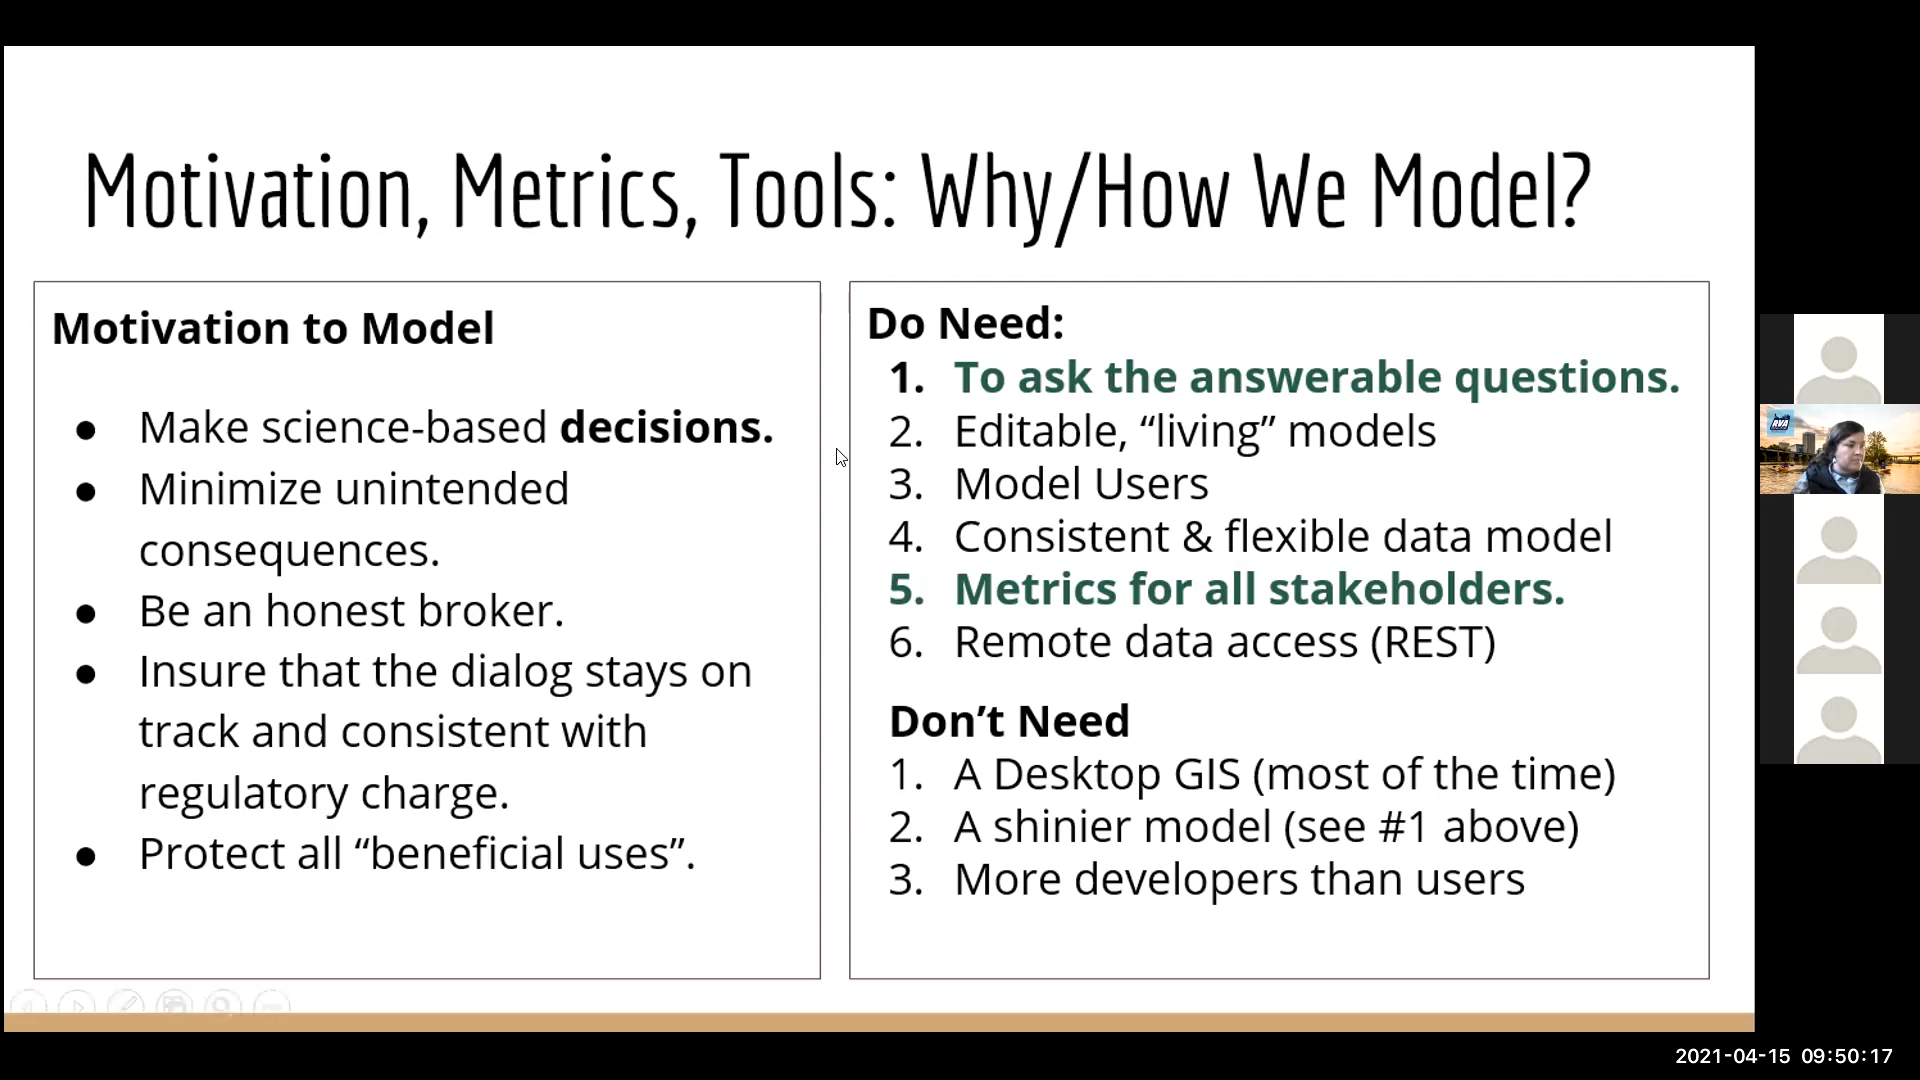 Motivation, Metrics, Tools: Why/How We Model?
Motivation to Model
● Make science-based decisions.
● Minimize unintended
consequences.
● Be an honest broker.
● Insure that the dialog stays on
track and consistent with
regulatory charge.
● Protect all “beneficial uses”.
Do Need:
1. To ask the answerable questions.
2. Editable, “living” models
3. Model Users
4. Consistent & flexible data model
5. Metrics for all stakeholders.
6. Remote data access (REST)
Don’t Need
1. A Desktop GIS (most of the time)
2. A shinier model (see #1 above)
3. More developers than users
RVA
2021-04-15 09:50:17